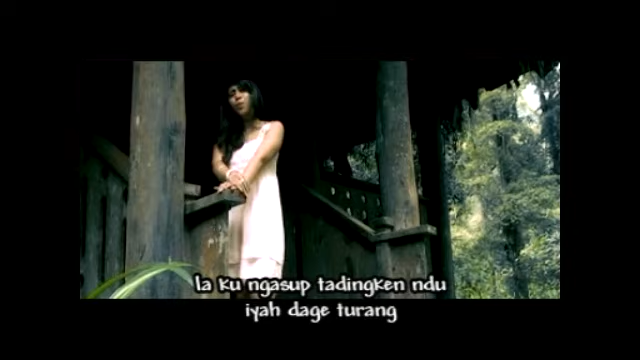 la ku ngasup tadingken ndu
iyah dage turang